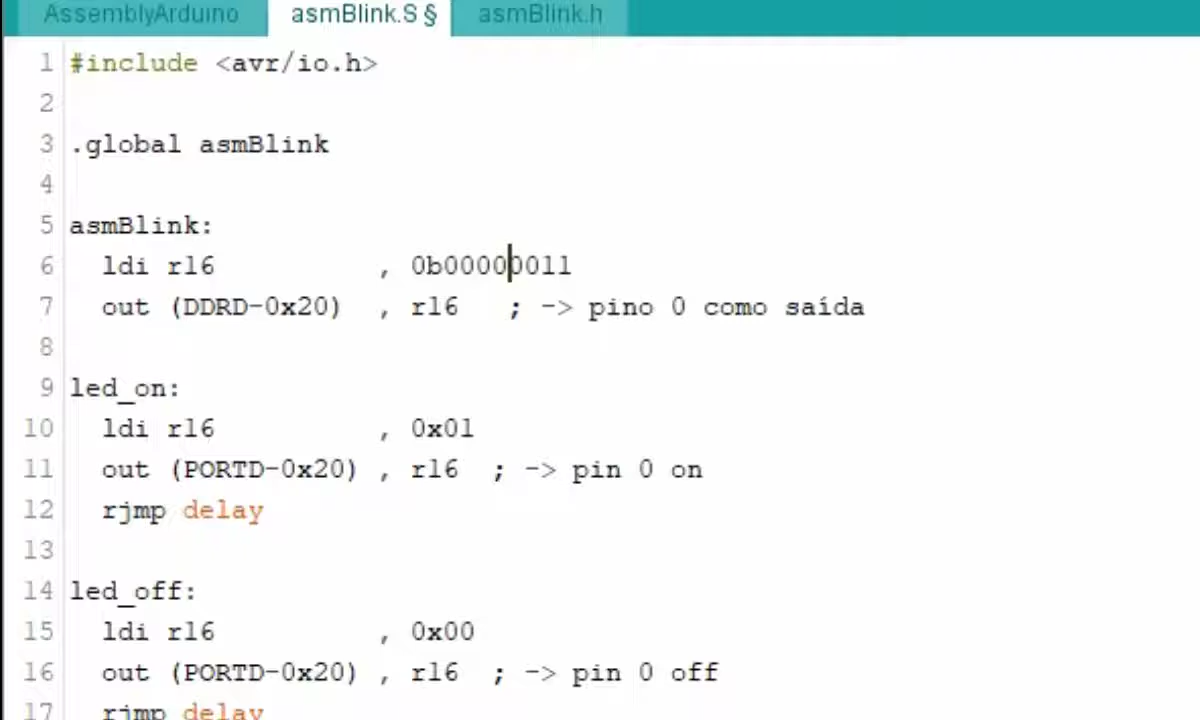 AssemblyArduino asmBlink.S § asmBlink.h
1 #include <avr/io.h>
2
3 .global asmBlink
4
5 asmBlink:
6 ldi r16 , 0b00000011
7 out (DDRD-0x20) , r16 ; -> pino 0 como saída
8
9 led_on:
10 ldi r16 , 0x01
11 out (PORTD-0x20) , r16 ; -> pin 0 on
12 rjmp delay
13
14 led_off:
15 ldi r16 , 0x00
16 out (PORTD-0x20) , r16 ; -> pin 0 off
17 rjmp delay